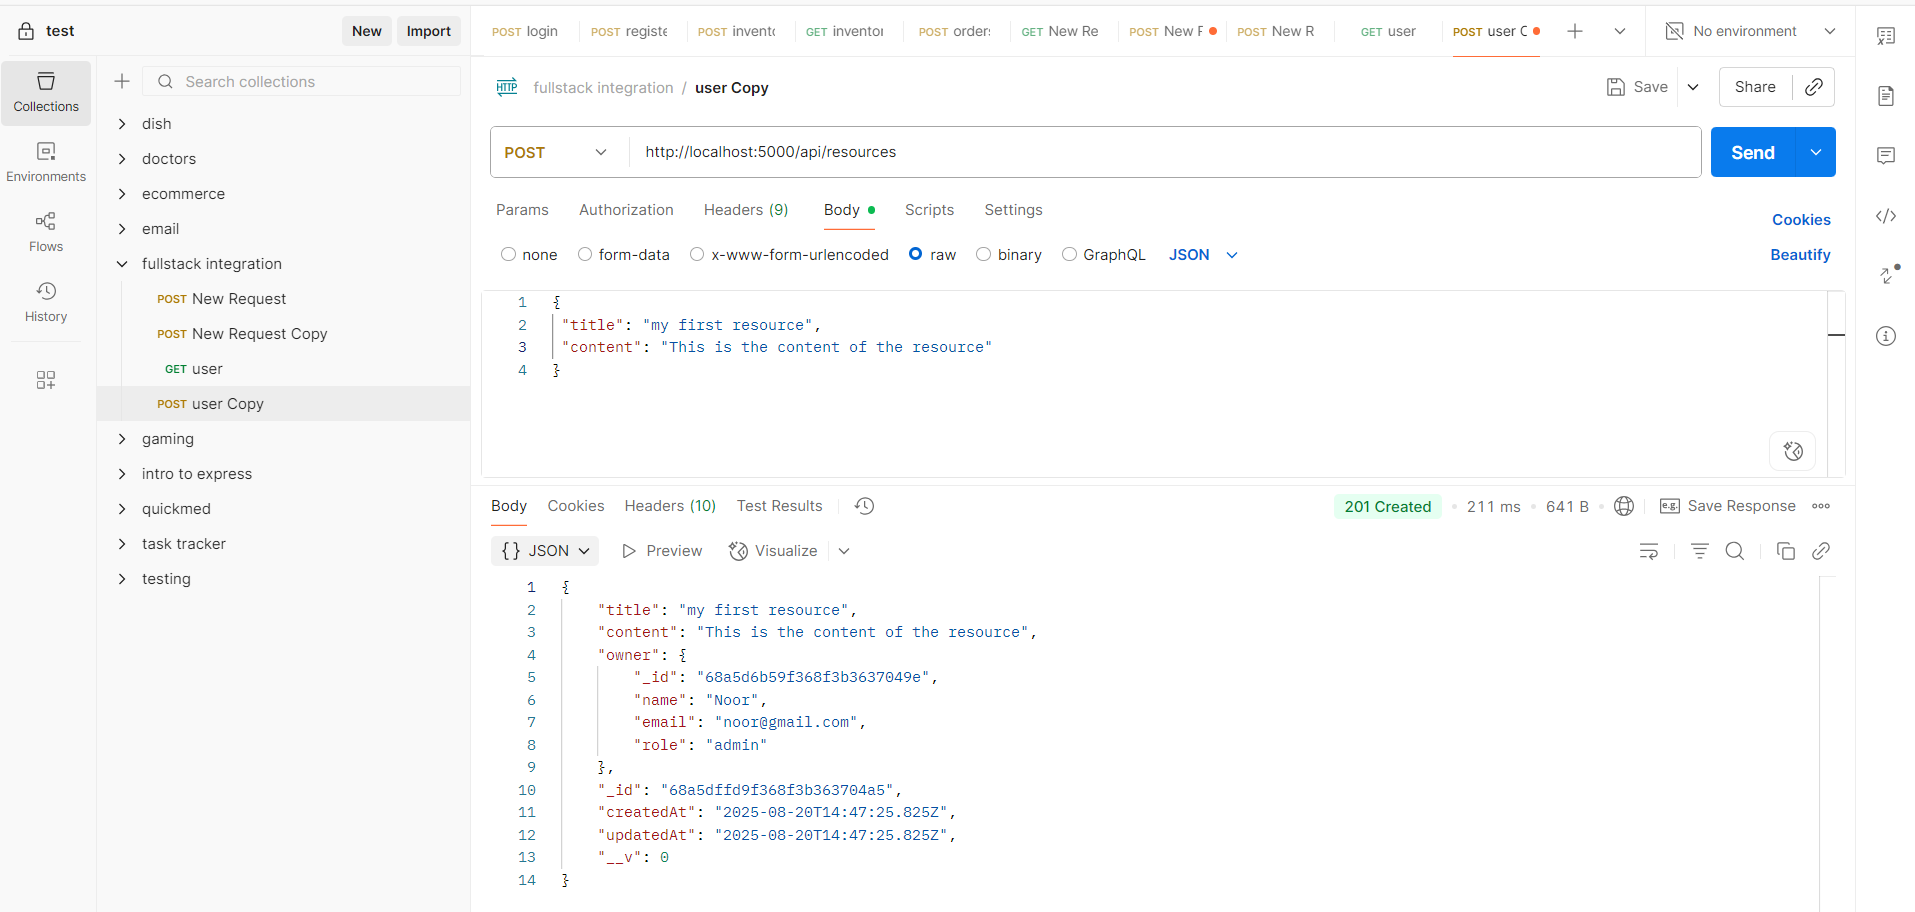 test
New
Import
POST login
POST registe
POST invento
GET inventor
POST orders
GET New Re
POST New F
POST New R
GET user
POST user C
No environment
Collections
Environments
Flows
History
Search collections
dish
doctors
ecommerce
email
fullstack integration
POST New Request
POST New Request Copy
GET user
POST user Copy
gaming
intro to express
quickmed
task tracker
testing
HTTP fullstack integration / user Copy
Save
Share
POST http://localhost:5000/api/resources
Send
Params Authorization Headers (9) Body Scripts Settings
Cookies
none form-data x-www-form-urlencoded raw binary GraphQL JSON
Beautify
1 {
2 "title": "my first resource",
3 "content": "This is the content of the resource"
4 }
Body Cookies Headers (10) Test Results
201 Created • 211 ms • 641 B • e.g. Save Response
{} JSON Preview Visualize
1 {
2 "title": "my first resource",
3 "content": "This is the content of the resource",
4 "owner": {
5 "_id": "68a5d6b59f368f3b3637049e",
6 "name": "Noor",
7 "email": "noor@gmail.com",
8 "role": "admin"
9 },
10 "_id": "68a5dffd9f368f3b363704a5",
11 "createdAt": "2025-08-20T14:47:25.825Z",
12 "updatedAt": "2025-08-20T14:47:25.825Z",
13 "__v": 0
14 }